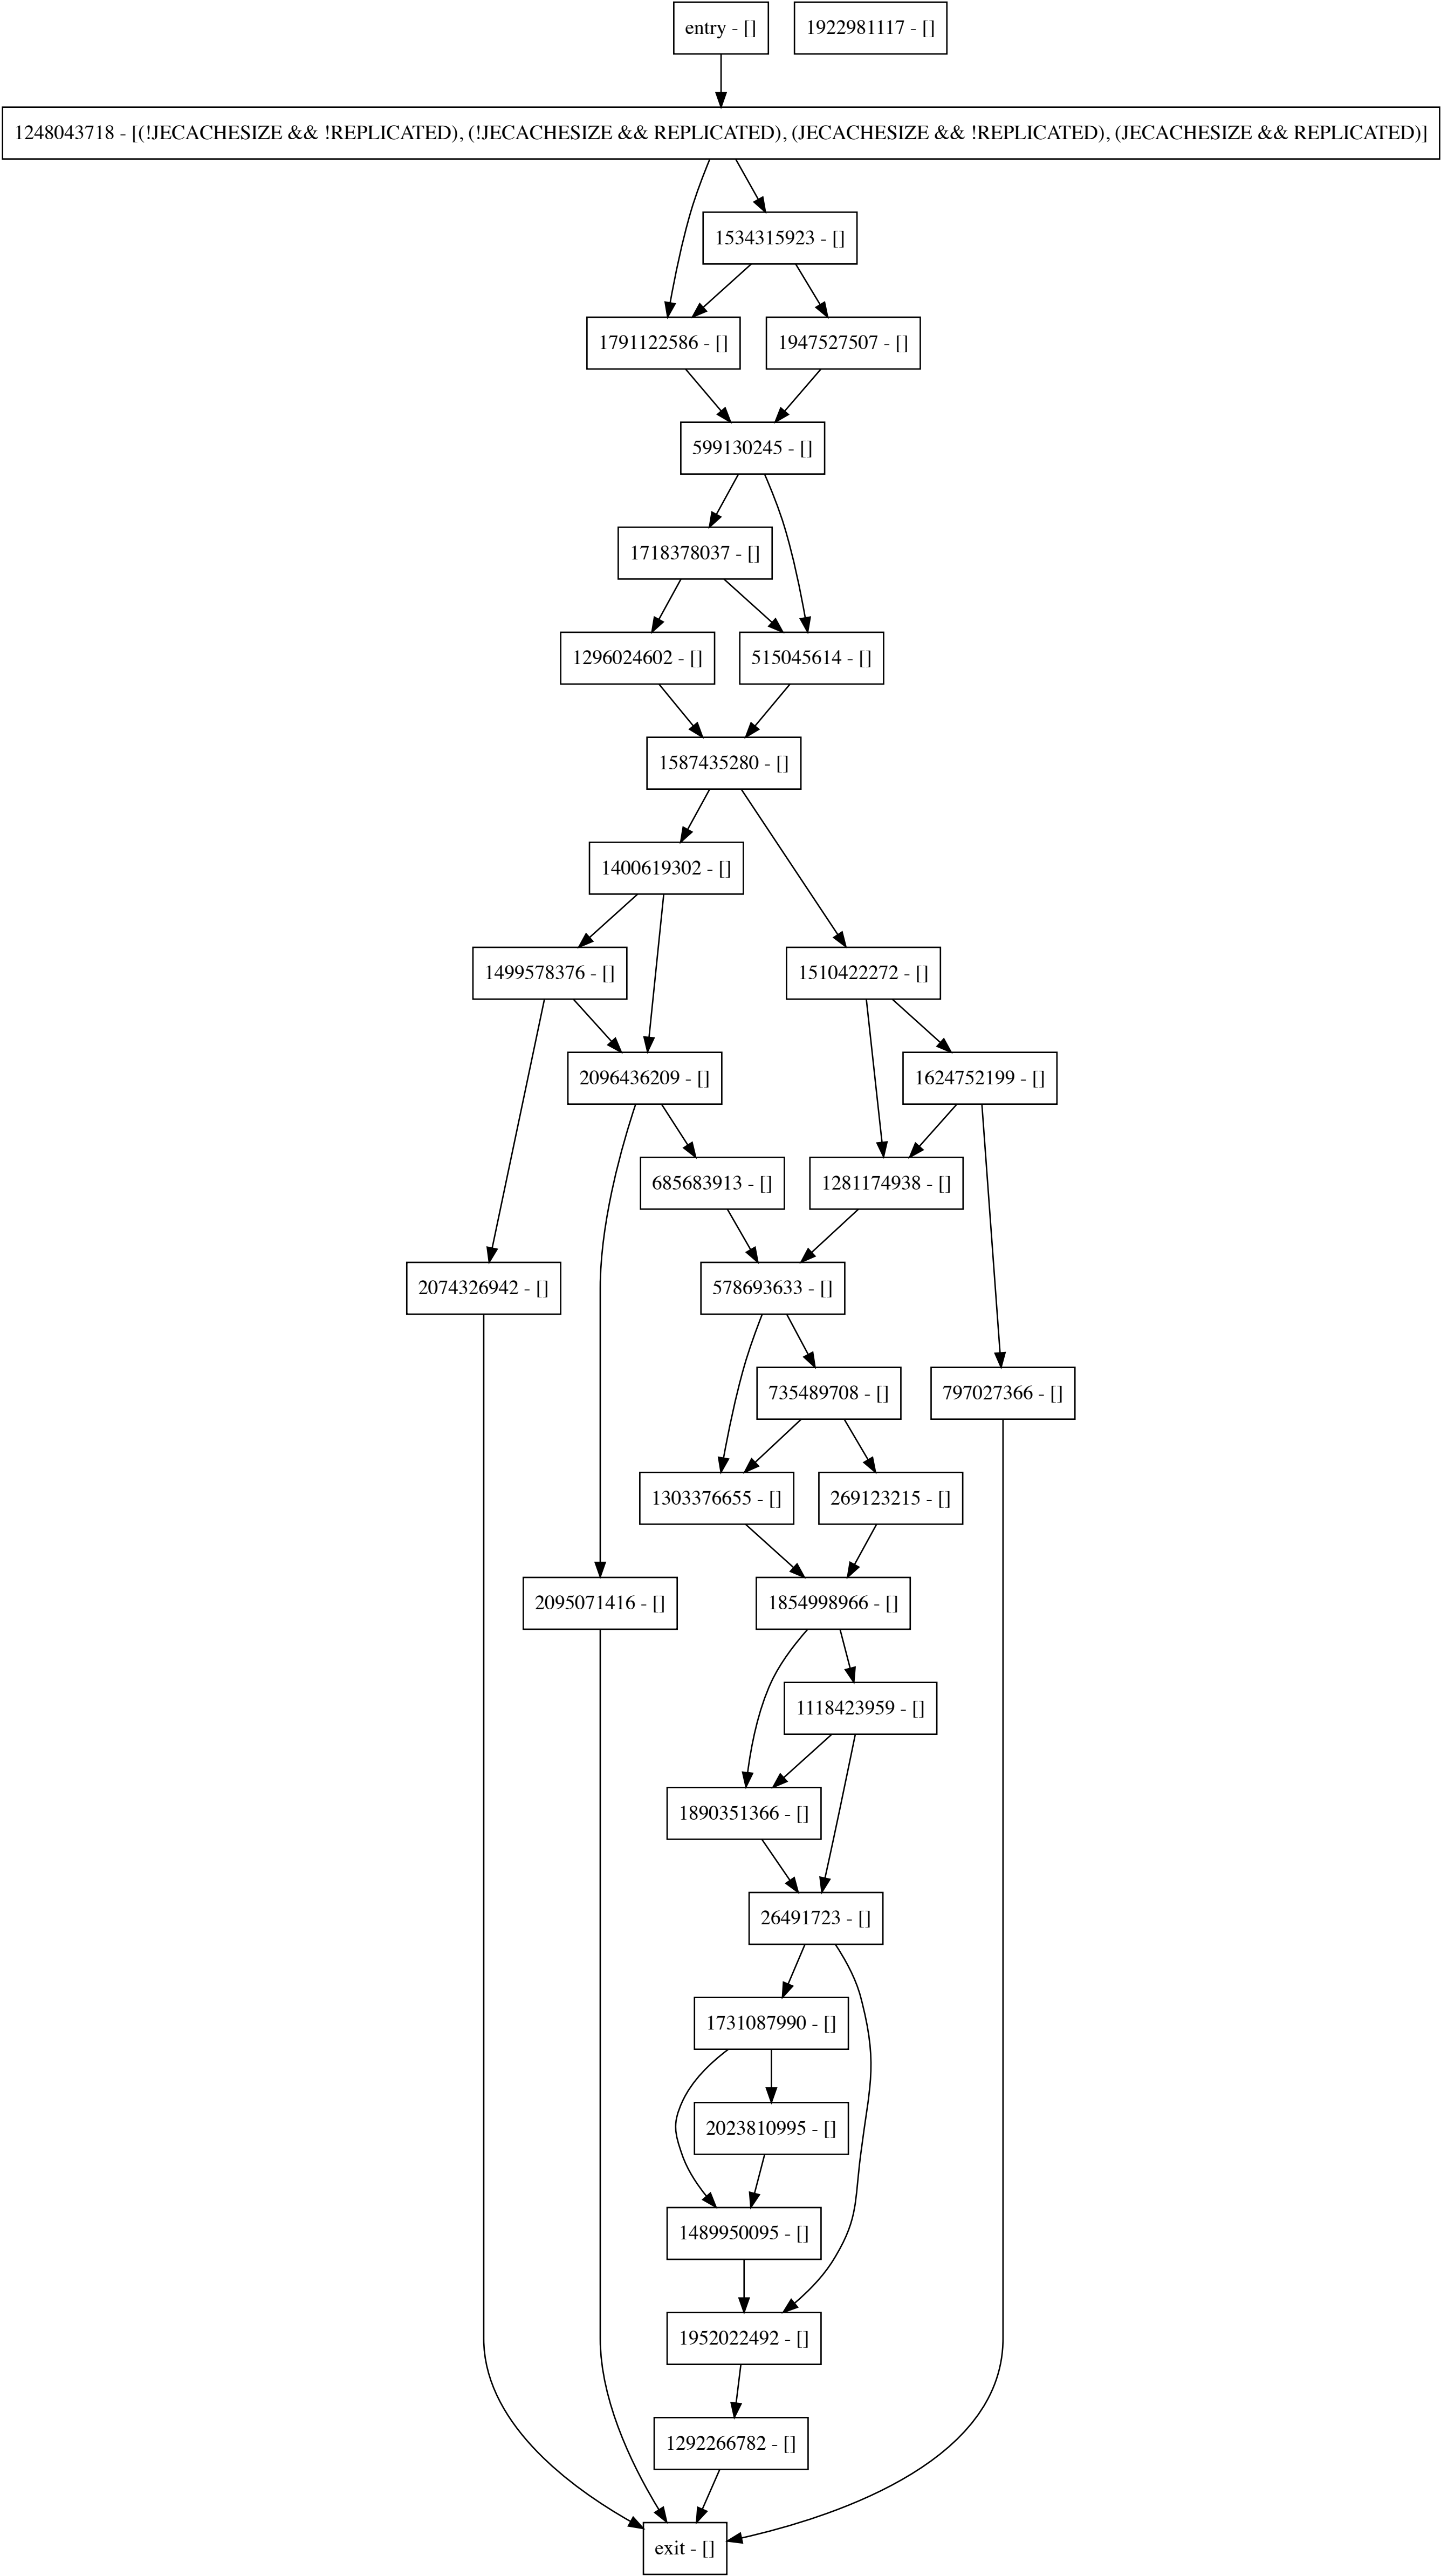 entry - []
1922981117 - []
1248043718 - [(!JECACHESIZE && !REPLICATED), (!JECACHESIZE && REPLICATED), (JECACHESIZE && !REPLICATED), (JECACHESIZE && REPLICATED)]
1534315923 - []
1791122586 - []
1947527507 - []
599130245 - []
1718378037 - []
1296024602 - []
515045614 - []
1587435280 - []
1400619302 - []
1499578376 - []
1510422272 - []
2096436209 - []
1624752199 - []
685683913 - []
1281174938 - []
2074326942 - []
578693633 - []
735489708 - []
797027366 - []
1303376655 - []
269123215 - []
2095071416 - []
1854998966 - []
1118423959 - []
1890351366 - []
26491723 - []
1731087990 - []
2023810995 - []
1489950095 - []
1952022492 - []
1292266782 - []
exit - []